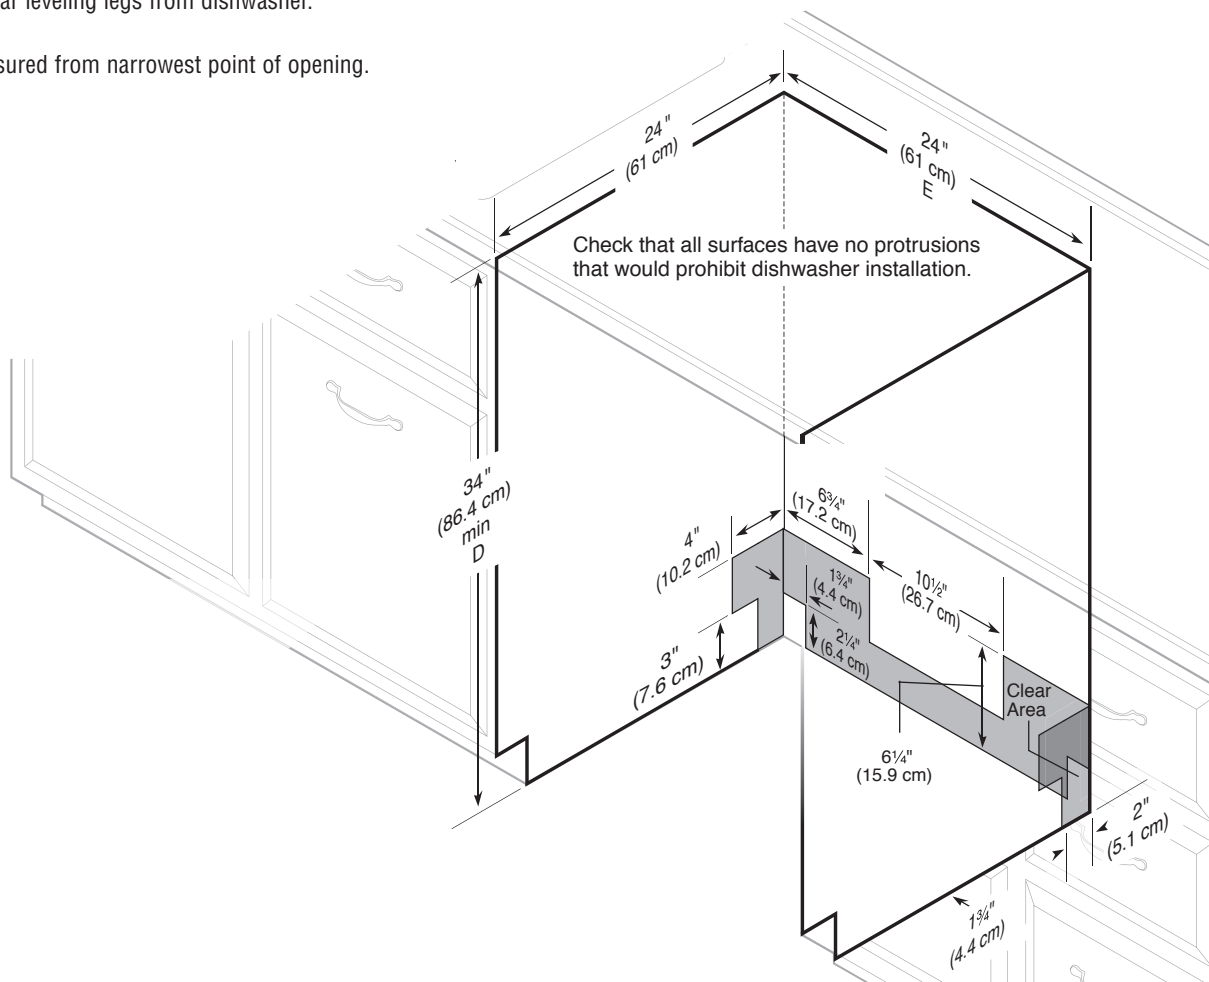 leveling legs from dishwasher.
from narrowest point of opening.
24"
(61 cm)
24"
(61 cm)
E
Check that all surfaces have no protrusions
that would prohibit dishwasher installation.
34"
(86.4 cm)
min
D
6¾"
(17.2 cm)
4"
(10.2 cm)
1¾"
(4.4 cm)
10½"
(26.7 cm)
2¼"
(6.4 cm)
3"
(7.6 cm)
Clear
Area
6¼"
(15.9 cm)
2"
(5.1 cm)
1¾"
(4.4 cm)